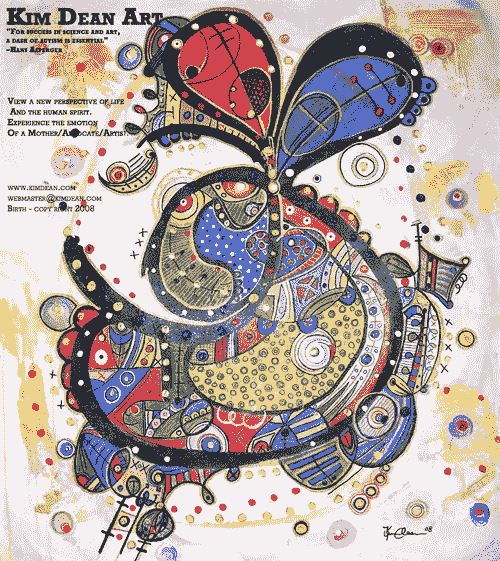 Kim Dean Art
"For success in science and art,
a dash of autism is essential"
-Hans Asperger
View a new perspective of life
And the human spirit.
Experience the emotion
Of a Mother/Advocate/Artist
www.kimdean.com
webmaster@kimdean.com
Birth - copy right 2008